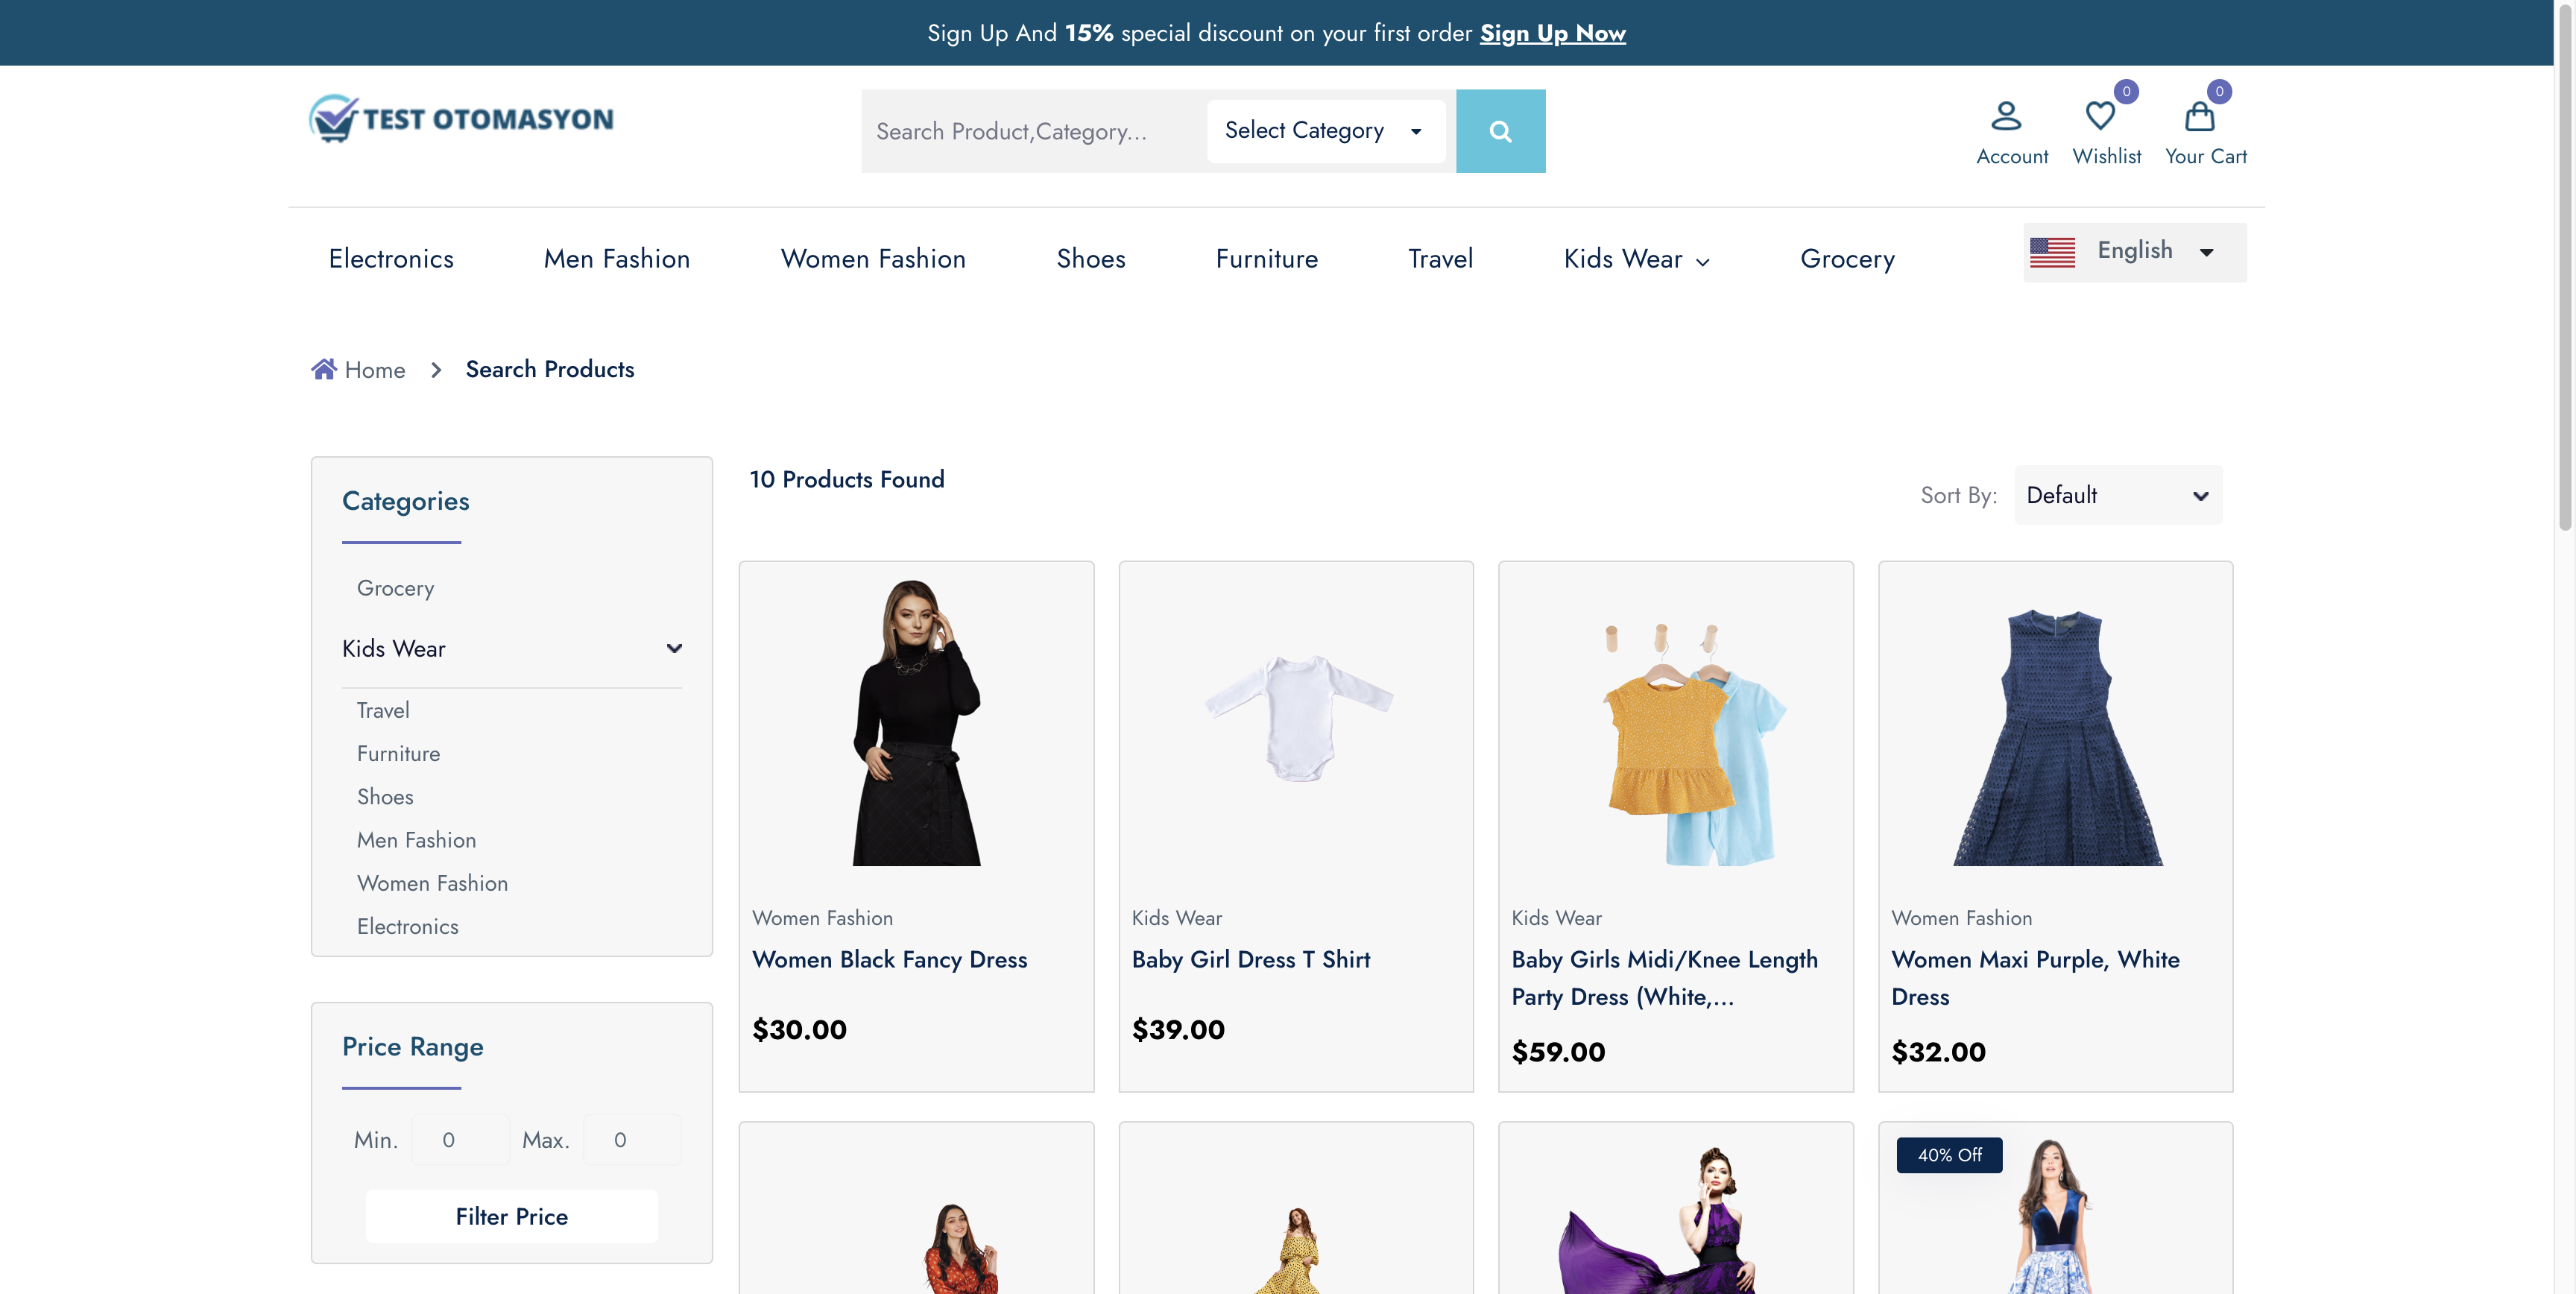 Sign Up And 15% special discount on your first order Sign Up Now
TEST OTOMASYON
Search Product,Category...
Select Category
0
0
Account
Wishlist
Your Cart
Electronics
Men Fashion
Women Fashion
Shoes
Furniture
Travel
Kids Wear
Grocery
English
Home
Search Products
Categories
Grocery
Kids Wear
Travel
Furniture
Shoes
Men Fashion
Women Fashion
Electronics
Price Range
Min. 0 Max. 0
Filter Price
10 Products Found
Sort By: Default
Women Fashion
Women Black Fancy Dress
$30.00
Kids Wear
Baby Girl Dress T Shirt
$39.00
Kids Wear
Baby Girls Midi/Knee Length
Party Dress (White,...
$59.00
Women Fashion
Women Maxi Purple, White
Dress
$32.00
40% Off